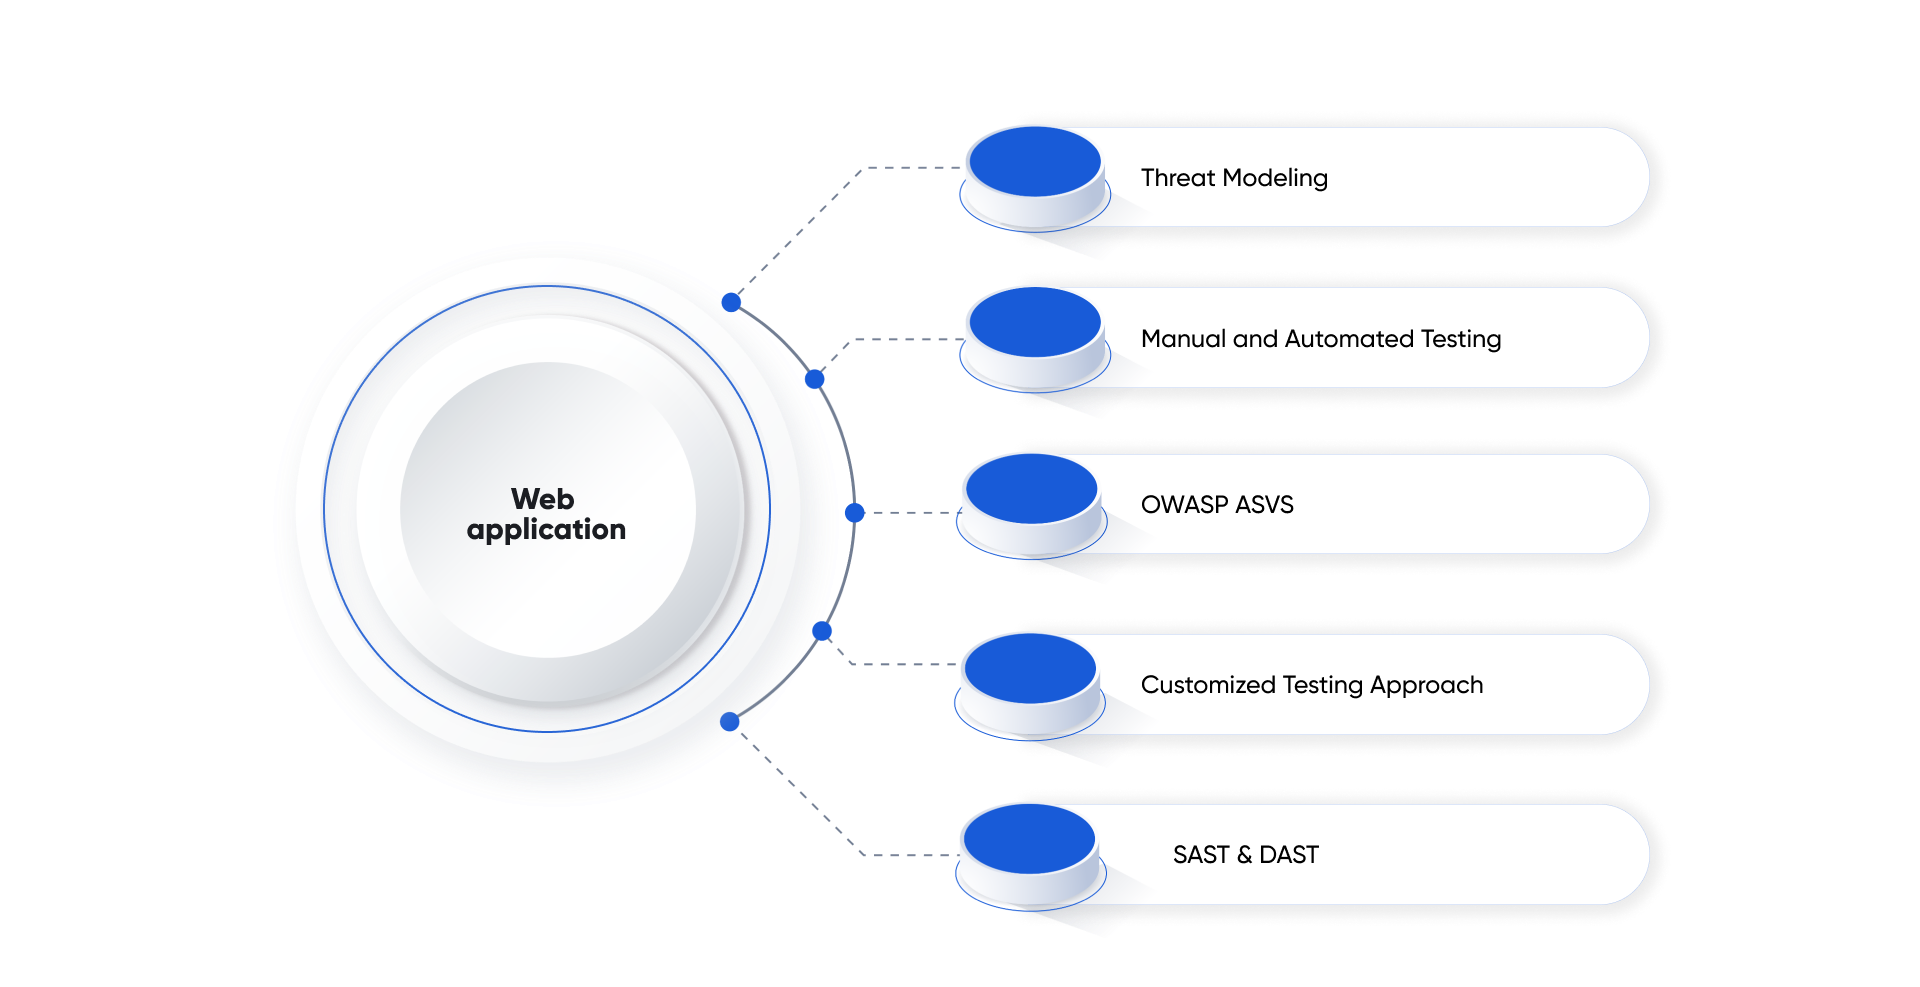 Web
application
Threat Modeling
Manual and Automated Testing
OWASP ASVS
Customized Testing Approach
SAST & DAST